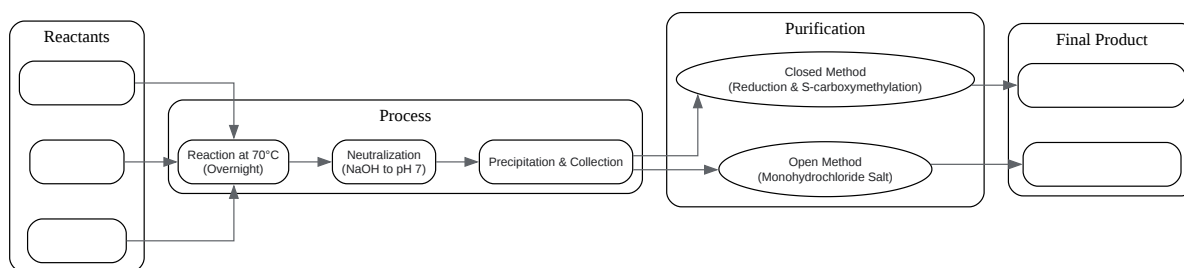 Reactants
Process
Reaction at 70°C
(Overnight)
Neutralization
(NaOH to pH 7)
Precipitation & Collection
Purification
Closed Method
(Reduction & S-carboxymethylation)
Open Method
(Monohydrochloride Salt)
Final Product